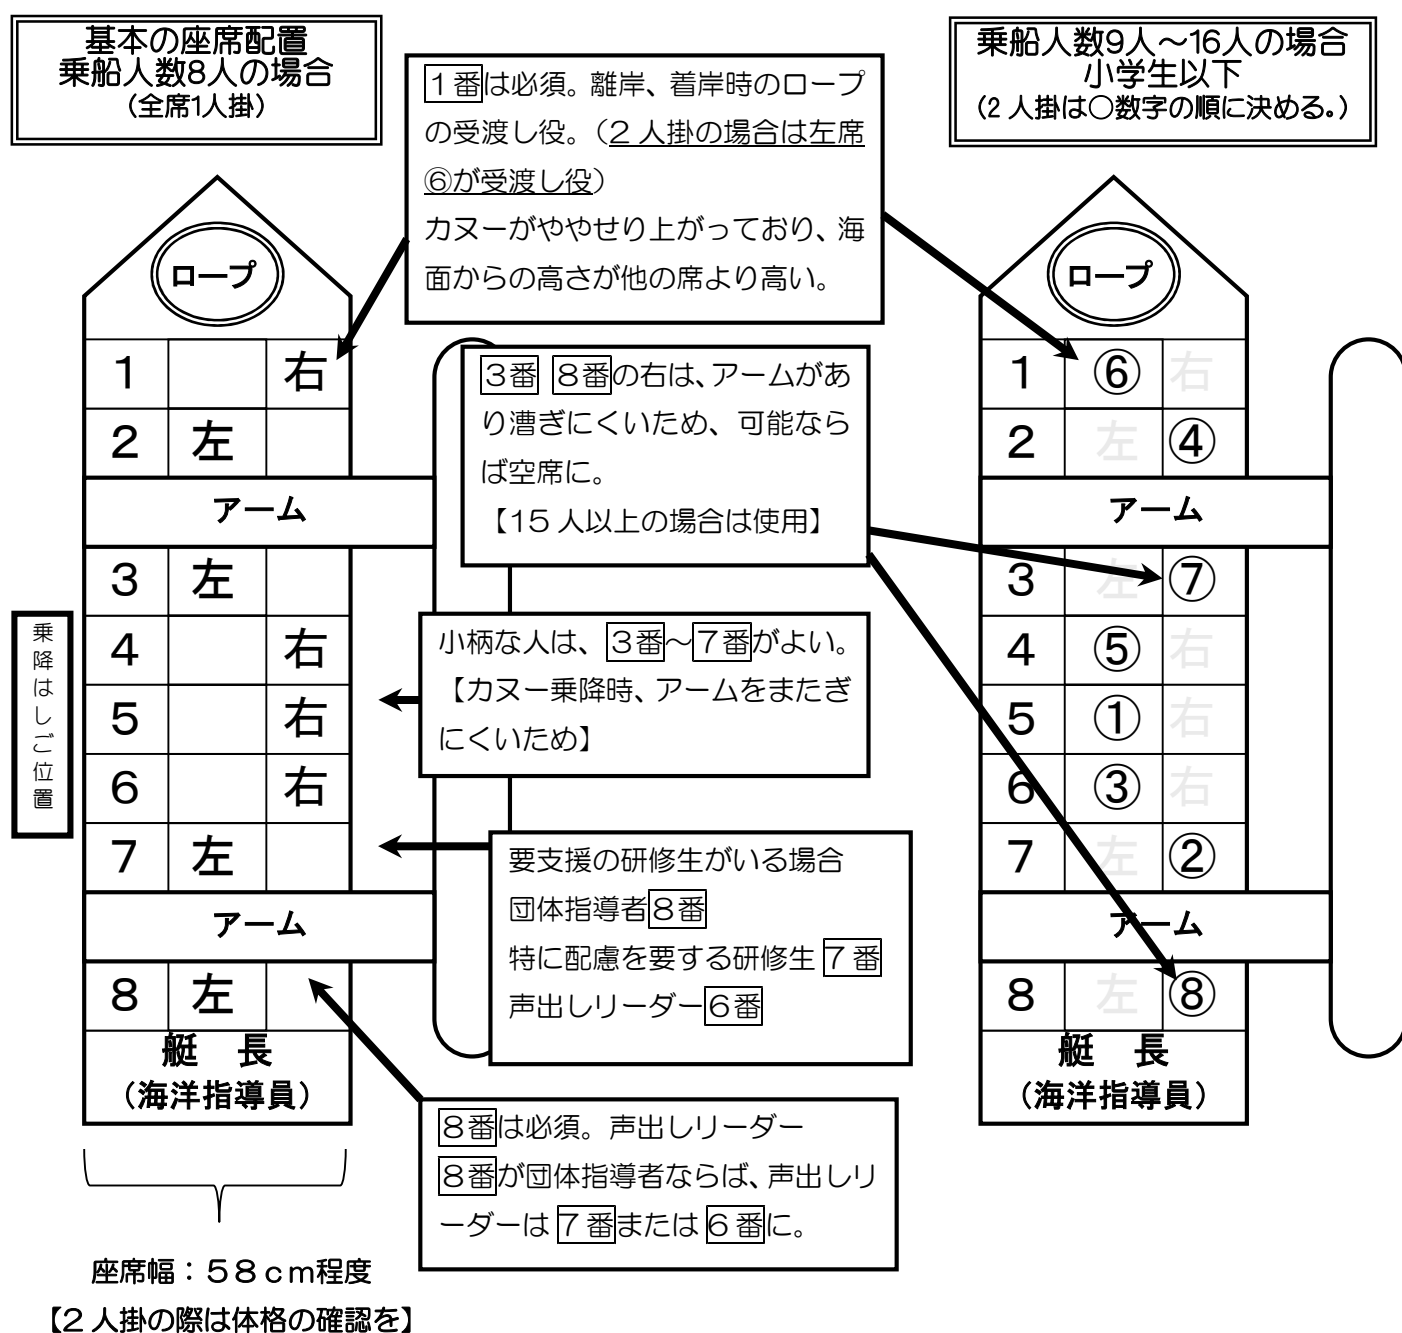 基本の座席配置
乗船人数8人の場合
(全席1人掛)
乗船人数9人～16人の場合
小学生以下
(2人掛は○数字の順に決める。)
1番は必須。離岸、着岸時のロープ
の受渡し役。(2人掛の場合は左席
⑥が受渡し役)
カヌーがややせり上がっており、海
面からの高さが他の席より高い。
3番 8番の右は、アームがあ
り漕ぎにくいため、可能なら
ば空席に。
【15人以上の場合は使用】
小柄な人は、3番～7番がよい。
【カヌー乗降時、アームをまたぎ
にくいため】
要支援の研修生がいる場合
団体指導者8番
特に配慮を要する研修生7番
声出しリーダー6番
8番は必須。声出しリーダー
8番が団体指導者ならば、声出しリ
ーダーは7番または6番に。
乗降はしご位置
ロープ
1 右
2 左
アーム
3 左
4 右
5 右
6 右
7 左
アーム
8 左
艇 長
(海洋指導員)
座席幅：58cm程度
【2人掛の際は体格の確認を】
ロープ
1 ⑥ 右
2 左 ④
アーム
3 左 ⑦
4 ⑤ 右
5 ① 右
6 ③ 右
7 左 ②
アーム
8 左 ⑧
艇 長
(海洋指導員)